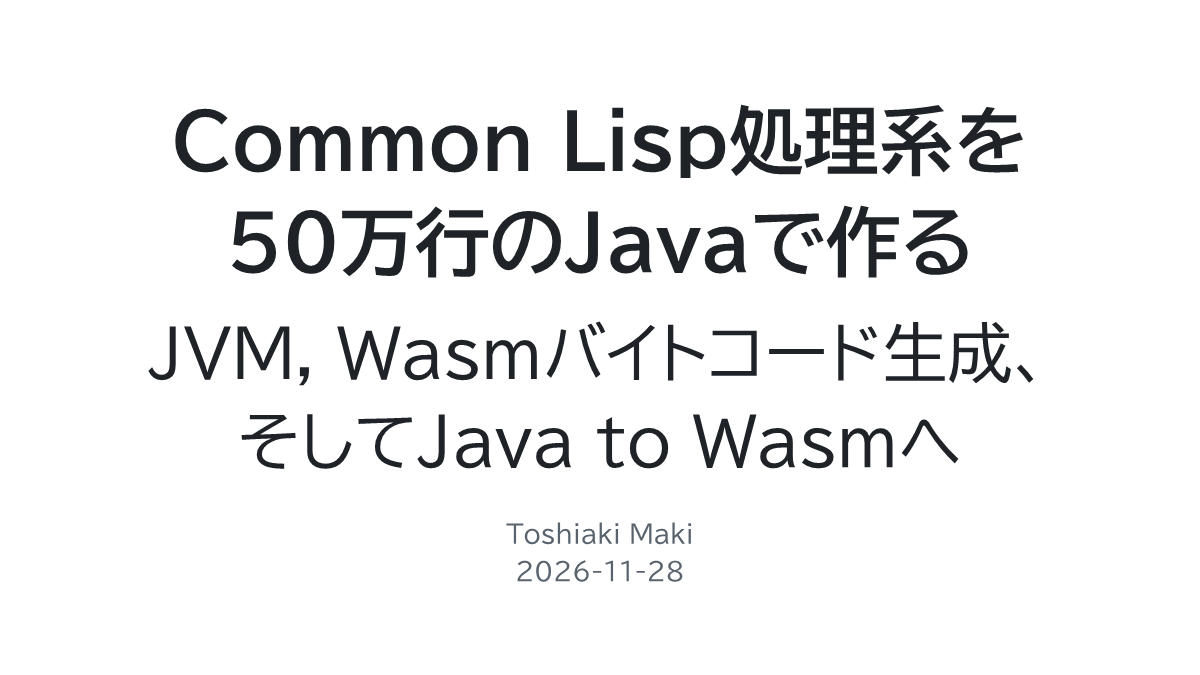 Common Lisp処理系を
50万行のJavaで作る
JVM, Wasmバイトコード生成、
そしてJava to Wasmへ
Toshiaki Maki
2026-11-28